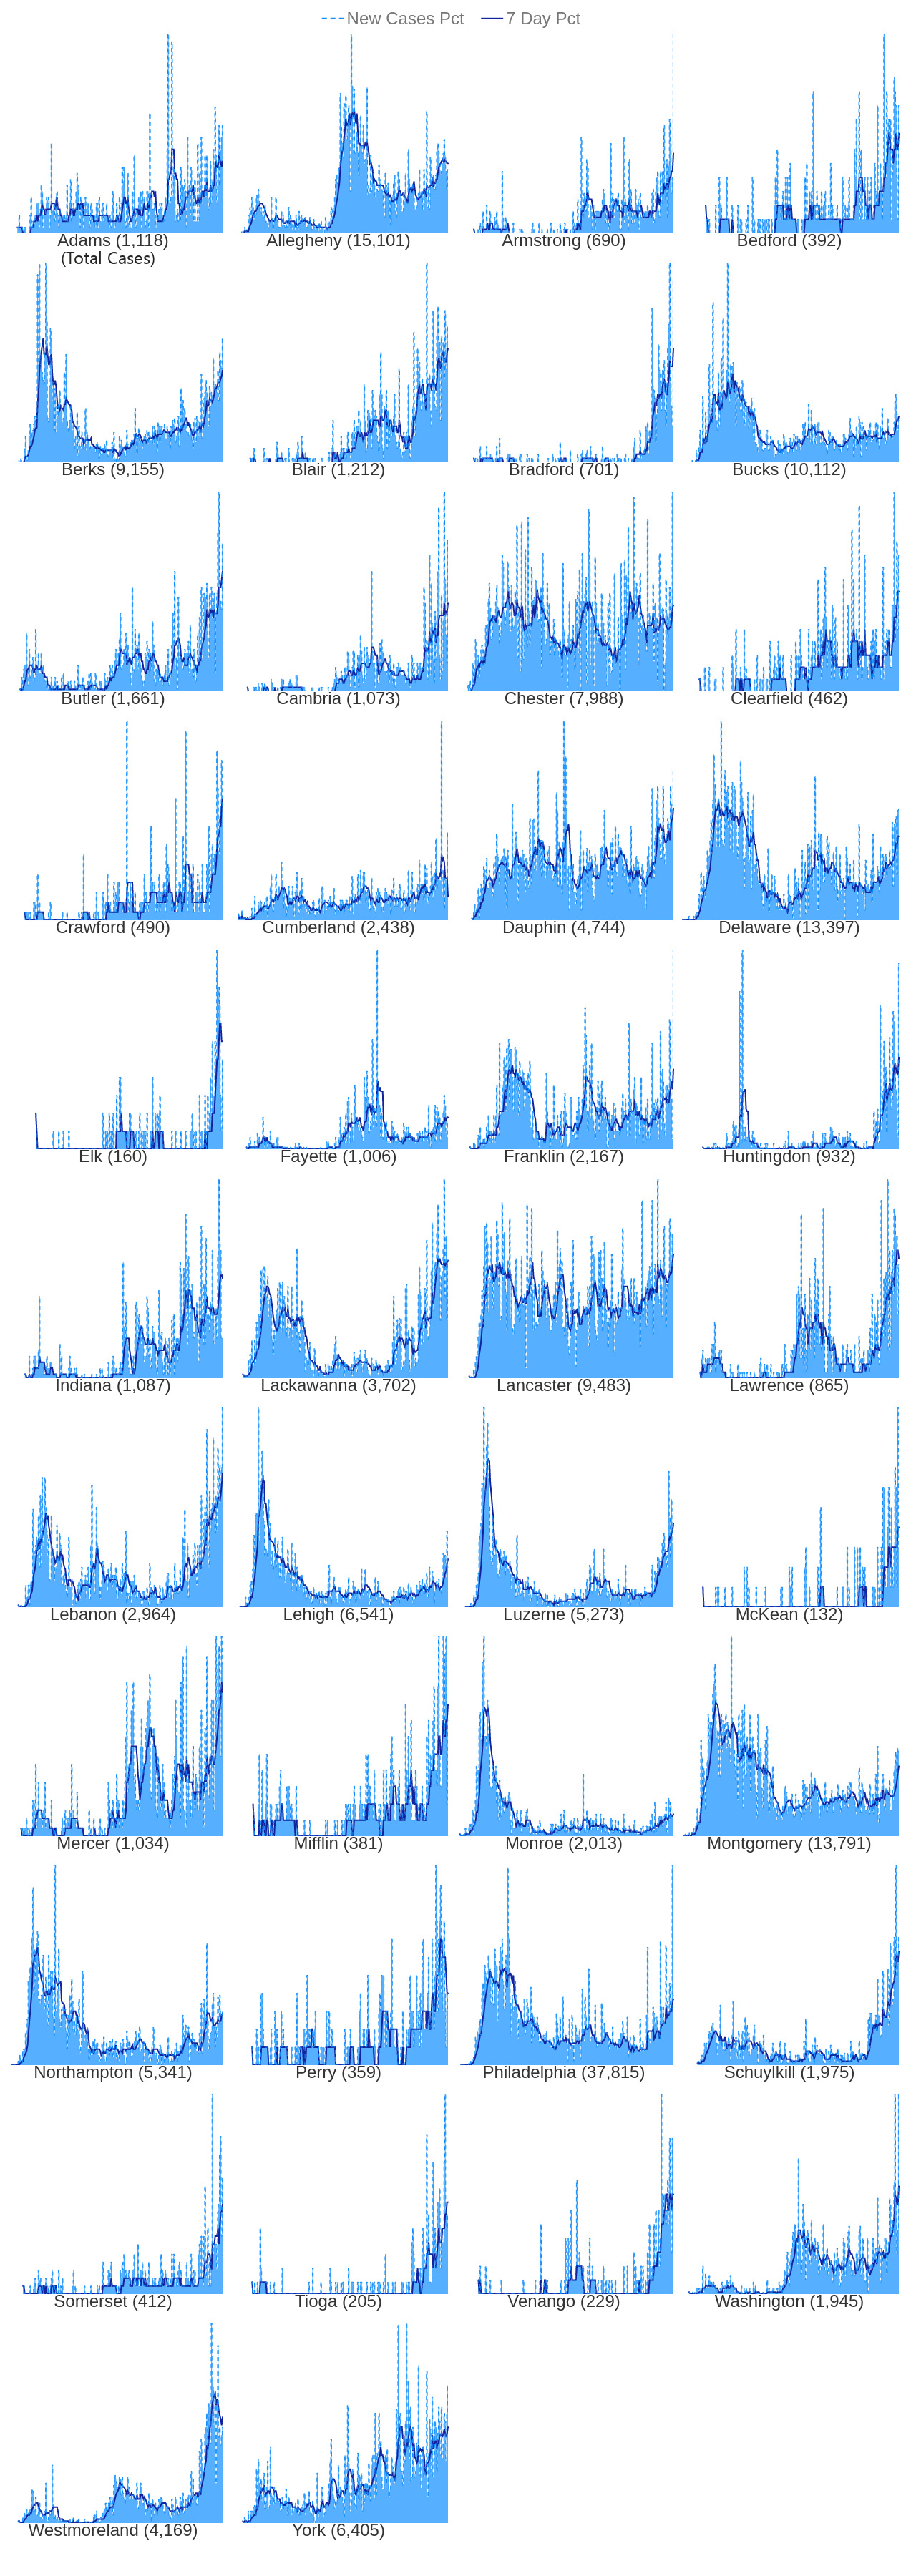 New Cases Pct 7 Day Pct
Adams (1,118) Allegheny (15,101) Armstrong (690) Bedford (392)
(Total Cases)
Berks (9,155) Blair (1,212) Bradford (701) Bucks (10,112)
Butler (1,661) Cambria (1,073) Chester (7,988) Clearfield (462)
Crawford (490) Cumberland (2,438) Dauphin (4,744) Delaware (13,397)
Elk (160) Fayette (1,006) Franklin (2,167) Huntingdon (932)
Indiana (1,087) Lackawanna (3,702) Lancaster (9,483) Lawrence (865)
Lebanon (2,964) Lehigh (6,541) Luzerne (5,273) McKean (132)
Mercer (1,034) Mifflin (381) Monroe (2,013) Montgomery (13,791)
Northampton (5,341) Perry (359) Philadelphia (37,815) Schuylkill (1,975)
Somerset (412) Tioga (205) Venango (229) Washington (1,945)
Westmoreland (4,169) York (6,405)